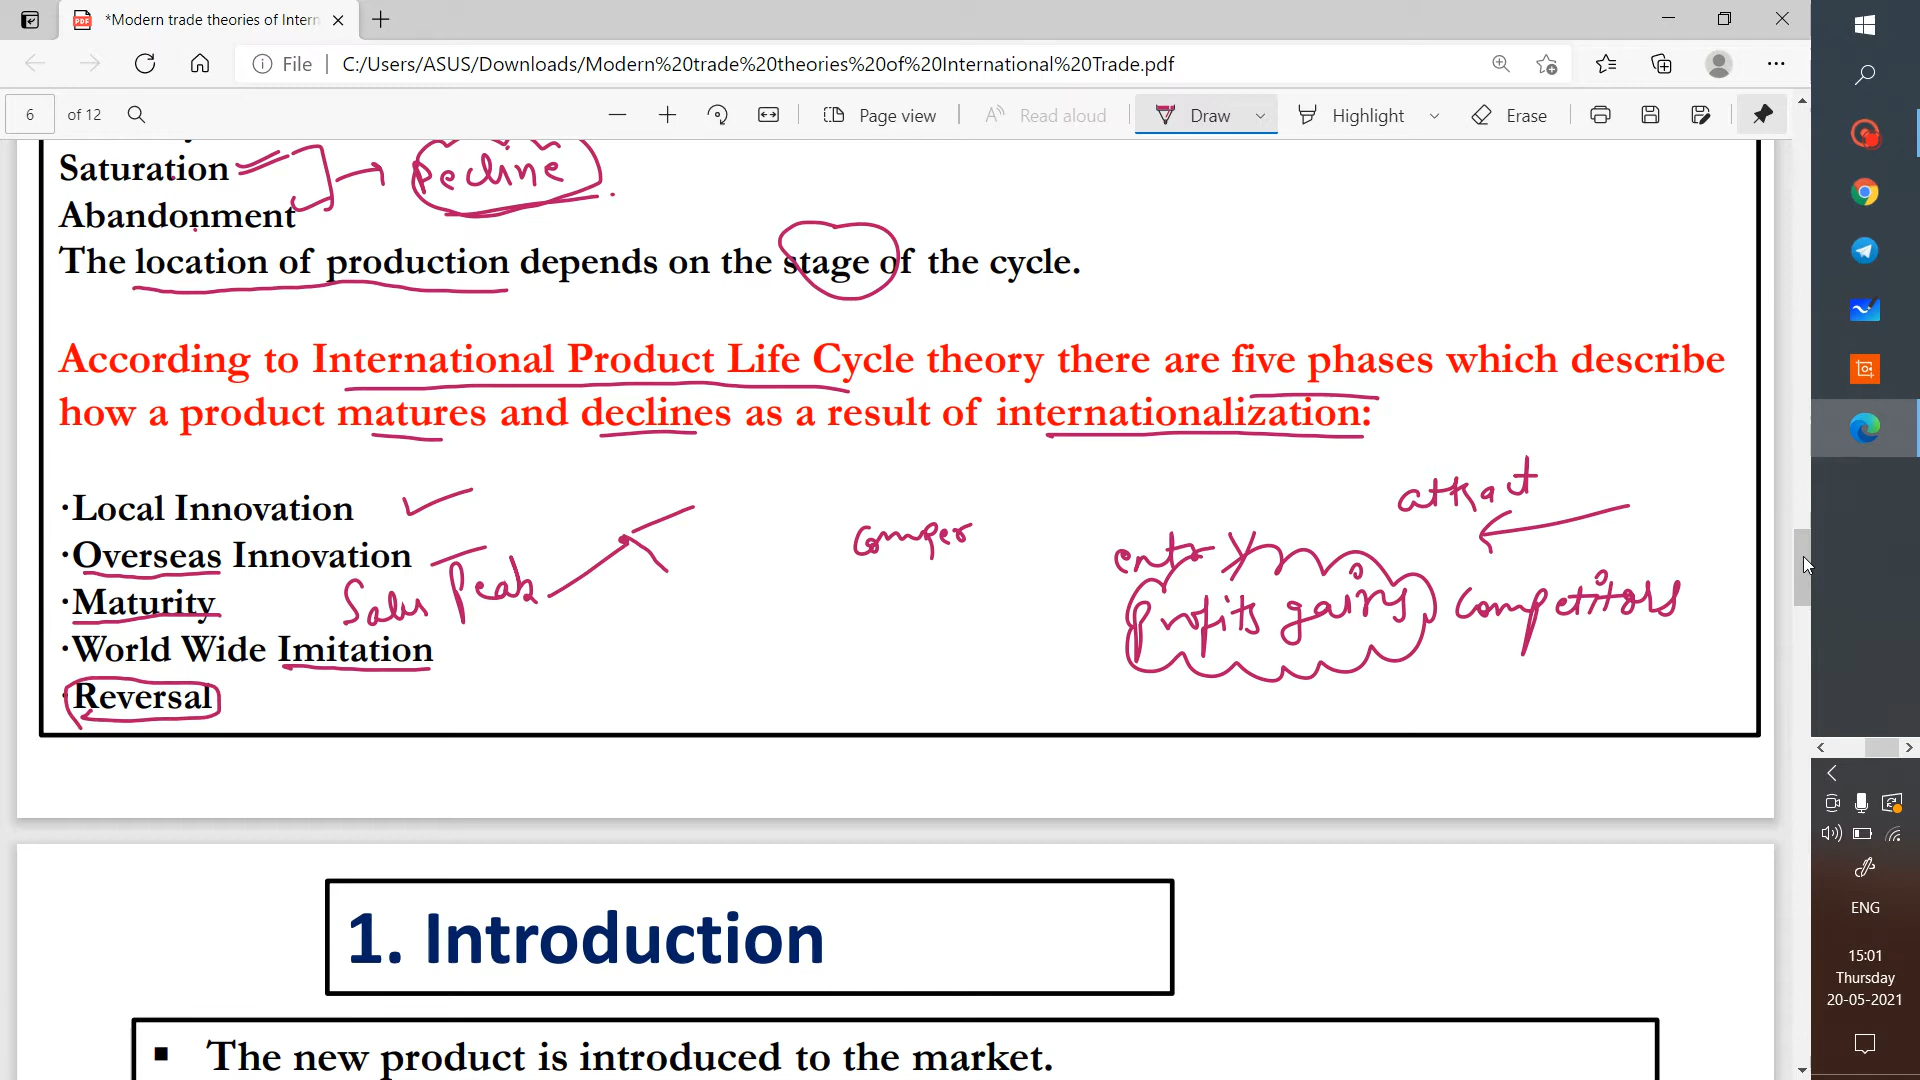 *Modern trade theories of Intern
File
C:/Users/ASUS/Downloads/Modern%20trade%20theories%20of%20International%20Trade.pdf
6 of 12
Page view
Read aloud
Draw
Highlight
Erase
Saturation
Decline
Abandonment
The location of production depends on the stage of the cycle.
According to International Product Life Cycle theory there are five phases which describe
how a product matures and declines as a result of internationalization:
·Local Innovation
attract
·Overseas Innovation
entry
·Maturity
Sales Peak
Profits gains
competitors
·World Wide Imitation
·Reversal
1. Introduction
▪ The new product is introduced to the market.
ENG
15:01
Thursday
20-05-2021